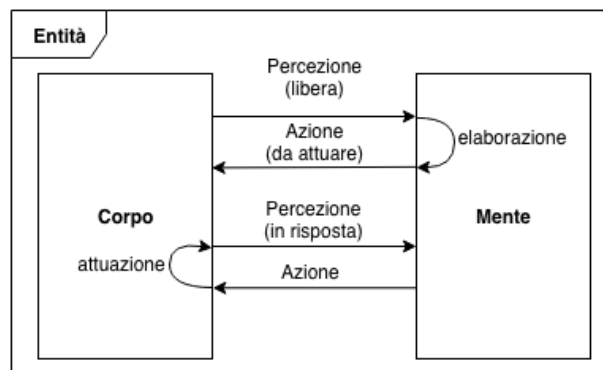 Entità
Percezione
(libera)
Azione
(da attuare)
elaborazione
Corpo
Percezione
(in risposta)
Mente
attuazione
Azione